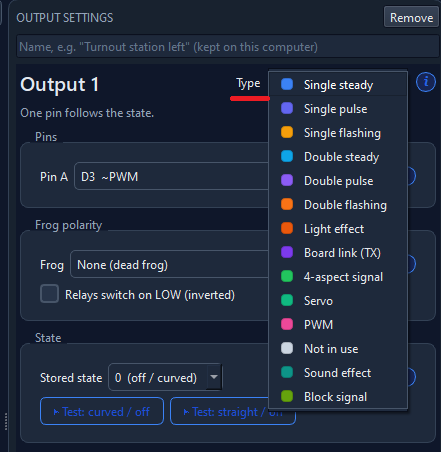 OUTPUT SETTINGS
Remove
Name, e.g. "Turnout station left" (kept on this computer)
Output 1
Type
Single steady
i
One pin follows the state.
Single pulse
Single flashing
Pins
Double steady
Pin A
D3 ~PWM
Double pulse
Double flashing
Frog polarity
Light effect
Frog
None (dead frog)
Board link (TX)
Relays switch on LOW (inverted)
4-aspect signal
Servo
PWM
State
Not in use
Stored state
0 (off / curved)
Sound effect
Block signal
Test: curved / off
Test: straight /